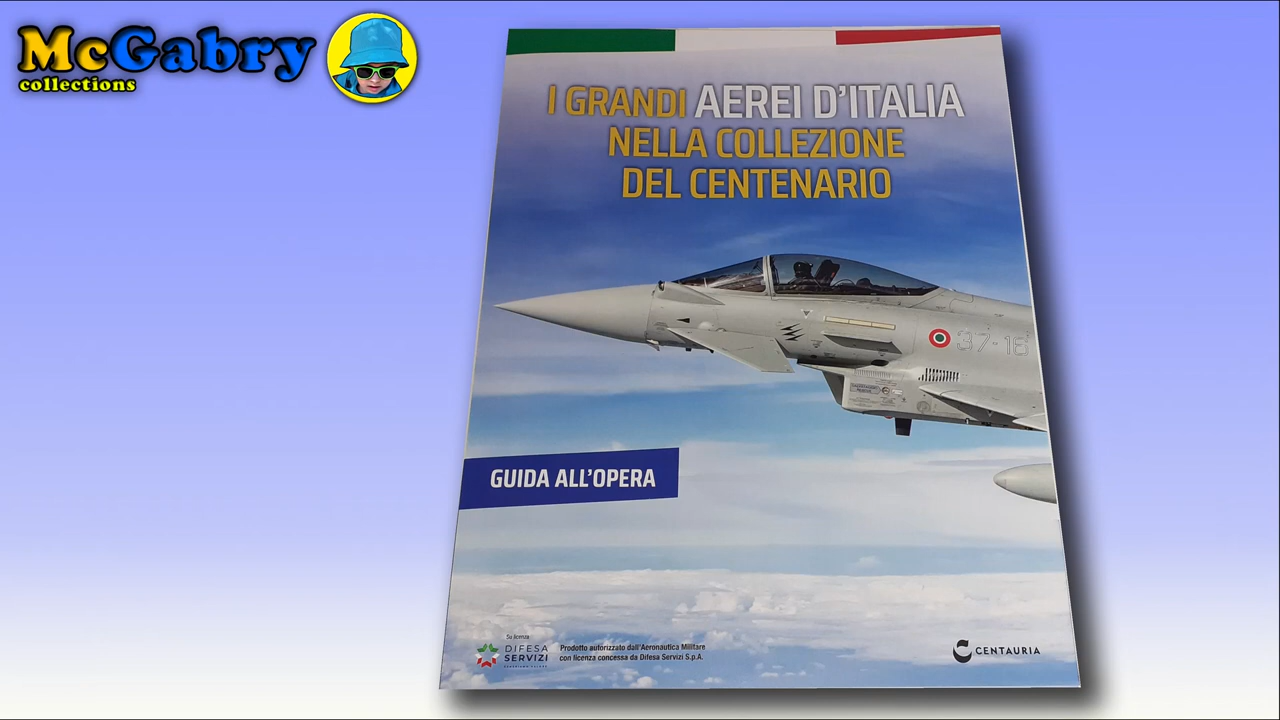 McGabry
collections
I GRANDI AEREI D'ITALIA
NELLA COLLEZIONE
DEL CENTENARIO
37-16
GUIDA ALL'OPERA
Su licenza
DIFESA
SERVIZI
Prodotto autorizzato dall'Aeronautica Militare
con licenza concessa da Difesa Servizi S.p.A.
CENTAURIA